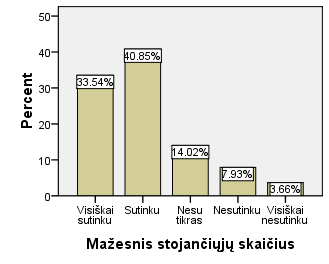 50
40
30
20
10
0
Percent
33.54%
40.85%
14.02%
7.93%
3.66%
Visiškai sutinku
Sutinku
Nesu tikras
Nesutinku
Visiškai nesutinku
Mažesnis stojančiųjų skaičius